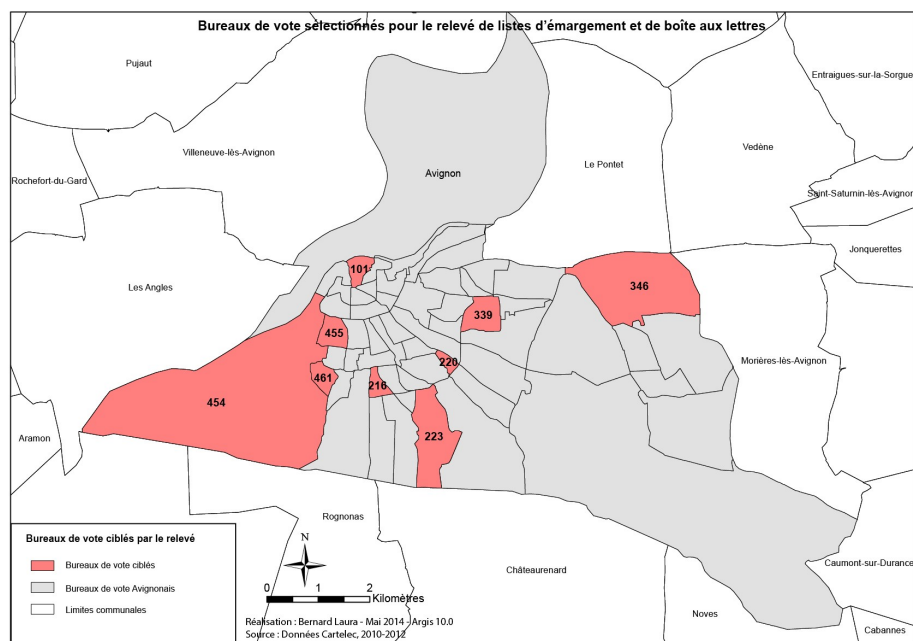 Bureaux de vote sélectionnés pour le relevé de listes d'émargement et de boîte aux lettres
Pujaut
Entraigues-sur-la-Sorgue
Villeneuve-lès-Avignon
Le Pontet
Vedène
Rochefort-du-Gard
Avignon
Saint-Saturnin-lès-Avignon
Jonquerettes
101
Les Angles
346
339
455
220
Morières-lès-Avignon
461
216
454
223
Aramon
Rognonas
Châteaurenard
Caumont-sur-Durance
Noves
Cabannes
Bureaux de vote ciblés par le relevé
Bureaux de vote ciblés
Bureaux de vote Avignonais
Limites communales
N
0 1 2
Kilomètres
Réalisation : Bernard Laura - Mai 2014 - Argis 10.0
Source : Données Cartelec, 2010-2012